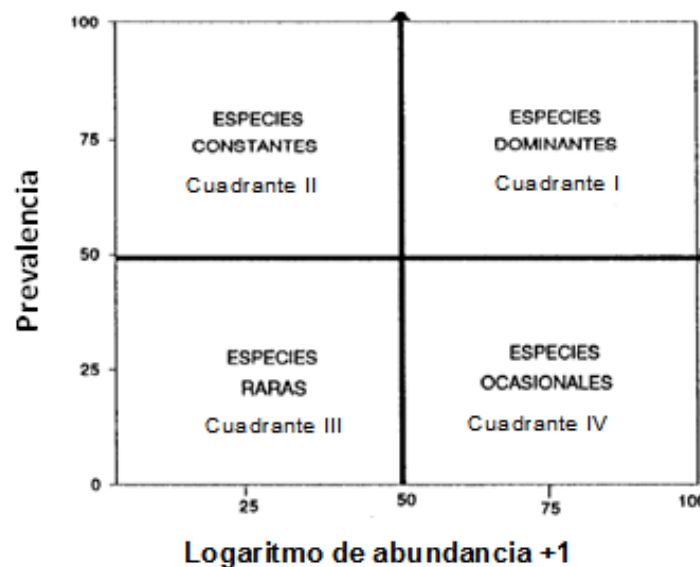 Prevalencia
100
75
50
25
0
ESPECIES
CONSTANTES
Cuadrante II
ESPECIES
DOMINANTES
Cuadrante I
ESPECIES
RARAS
Cuadrante III
ESPECIES
OCASIONALES
Cuadrante IV
25
50
75
100
Logaritmo de abundancia +1